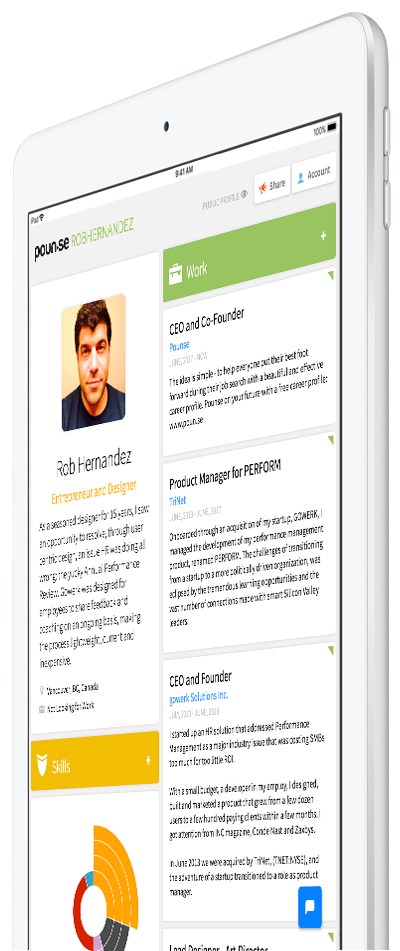 iPad
9:41 AM
100%
poun.se ROBHERNANDEZ
PUBLIC PROFILE
Share
Account
Rob Hernandez
Entrepreneur and Designer
As a seasoned designer for 15 years, I saw
an opportunity to resolve, through user
centric design, an issue HR was doing all
wrong; the yucky Annual Performance
Review. Gowerk was designed for
employees to share feedback and
coaching on an ongoing basis, making
the process lightweight, current and
inexpensive.
Vancouver, BC, Canada
Not Looking for Work
Skills
+
Work
+
CEO and Co-Founder
Pounse
JUNE, 2017 - NOW
The idea is simple - to help everyone put their best foot
forward during their job search with a beautiful and effective
career profile. Pounse on your future with a free career profile:
www.poun.se
Product Manager for PERFORM
TriNet
JUNE, 2013 - JUNE, 2017
Onboarded through an acquisition of my startup, GOWERK, I
managed the development of my performance management
product, renamed PERFORM. The challenges of transitioning
from a startup to a more politically driven organization, was
eclipsed by the tremendous learning opportunities and the
vast number of connections made with smart Silicon Valley
leaders.
CEO and Founder
gowerk Solutions Inc.
JULY, 2010 - JUNE, 2013
I started up an HR solution that addressed Performance
Management as a major industry issue that was costing SMBs
too much for too little ROI.
With a small budget, a developer in my employ, I designed,
built and marketed a product that grew from a few dozen
users to a few hundred paying clients within a few months. I
got attention from INC magazine, Conde Nast and Zaxbys.
In June 2013 we were acquired by TriNet, [TNET:NYSE], and
the adventure of a startup transitioned to a role as product
manager.
Lead Designer, Art Director